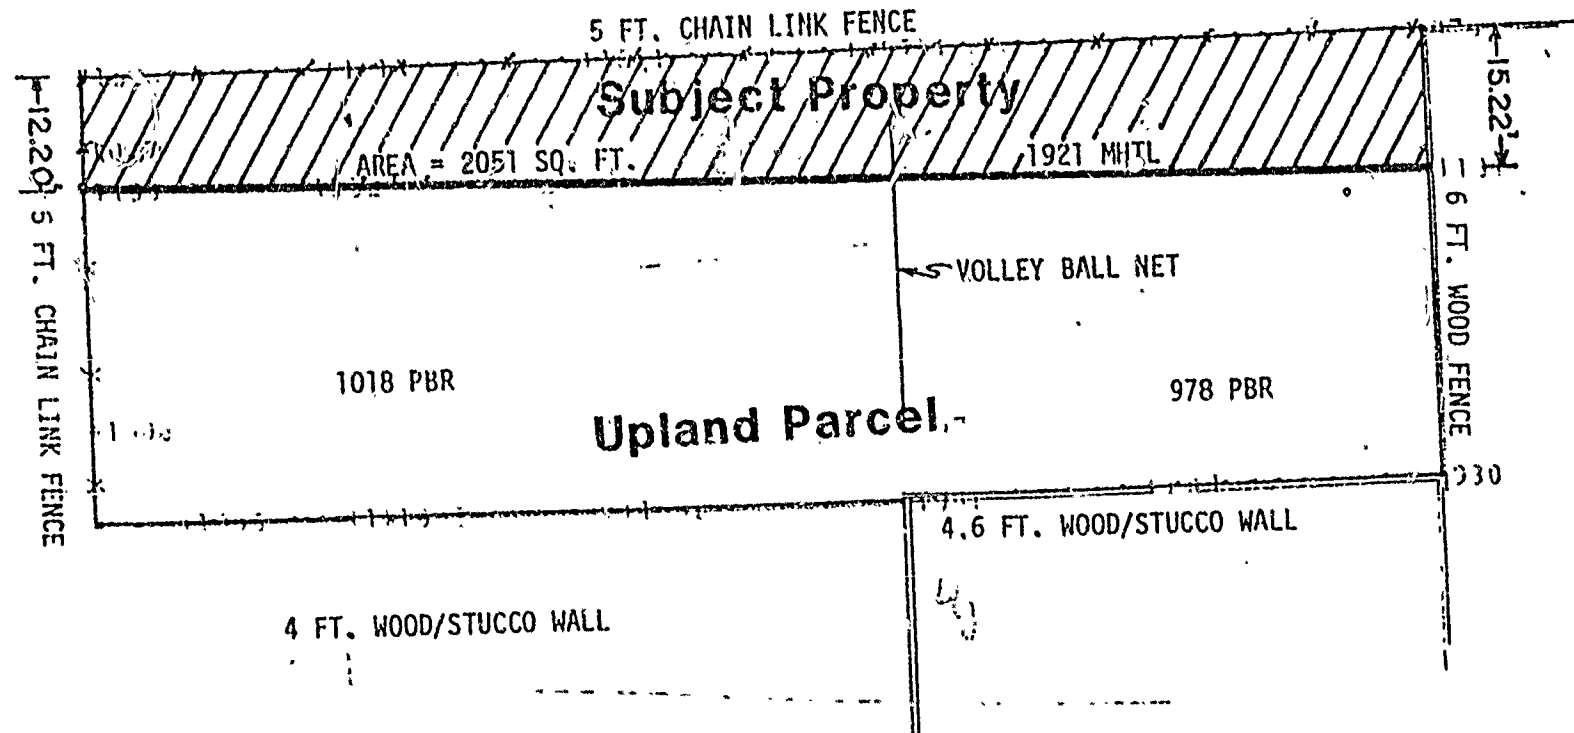 5 FT. CHAIN LINK FENCE
Subject Property
12.20'
15.22'
AREA = 2051 SQ. FT.
1921 MHTL
5 FT. CHAIN LINK FENCE
6 FT. WOOD FENCE
VOLLEY BALL NET
1018 PBR
978 PBR
Upland Parcel
4.6 FT. WOOD/STUCCO WALL
4 FT. WOOD/STUCCO WALL